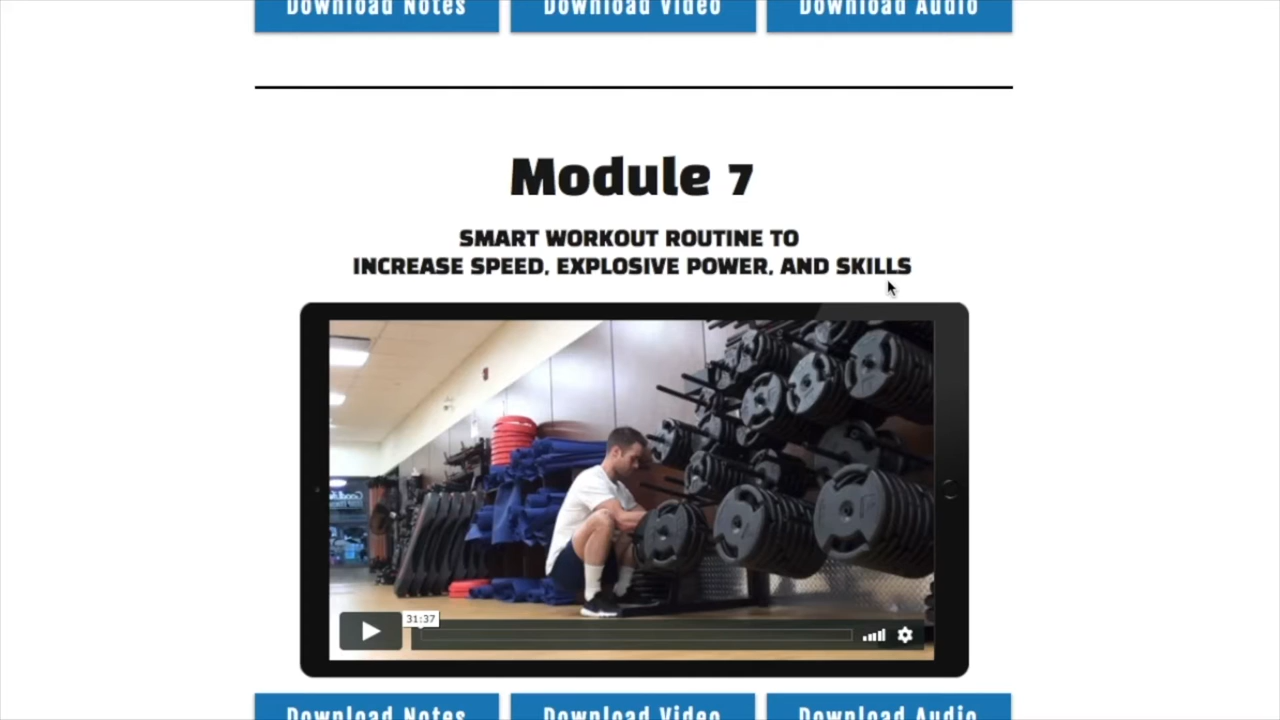 Download Notes Download Video Download Audio
Module 7
SMART WORKOUT ROUTINE TO
INCREASE SPEED, EXPLOSIVE POWER, AND SKILLS
31:37
Download Notes Download Video Download Audio